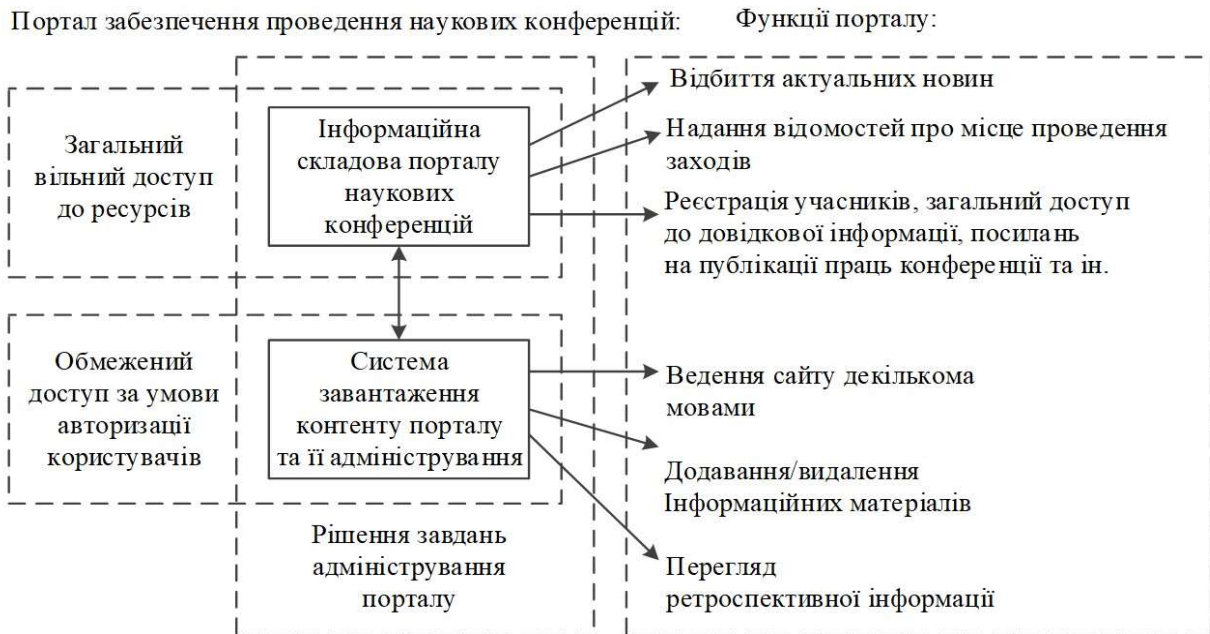 Портал забезпечення проведення наукових конференцій:
Функції порталу:
Загальний
вільний доступ
до ресурсів
Інформаційна
складова порталу
наукових
конференцій
Відбиття актуальних новин
Надання відомостей про місце проведення
заходів
Реєстрація учасників, загальний доступ
до довідкової інформації, посилань
на публікації праць конференції та ін.
Обмежений
доступ за умови
авторизації
користувачів
Система
завантаження
контенту порталу
та її адміністрування
Ведення сайту декількома
мовами
Додавання/видалення
Інформаційних матеріалів
Перегляд
ретроспективної інформації
Рішення завдань
адміністрування
порталу